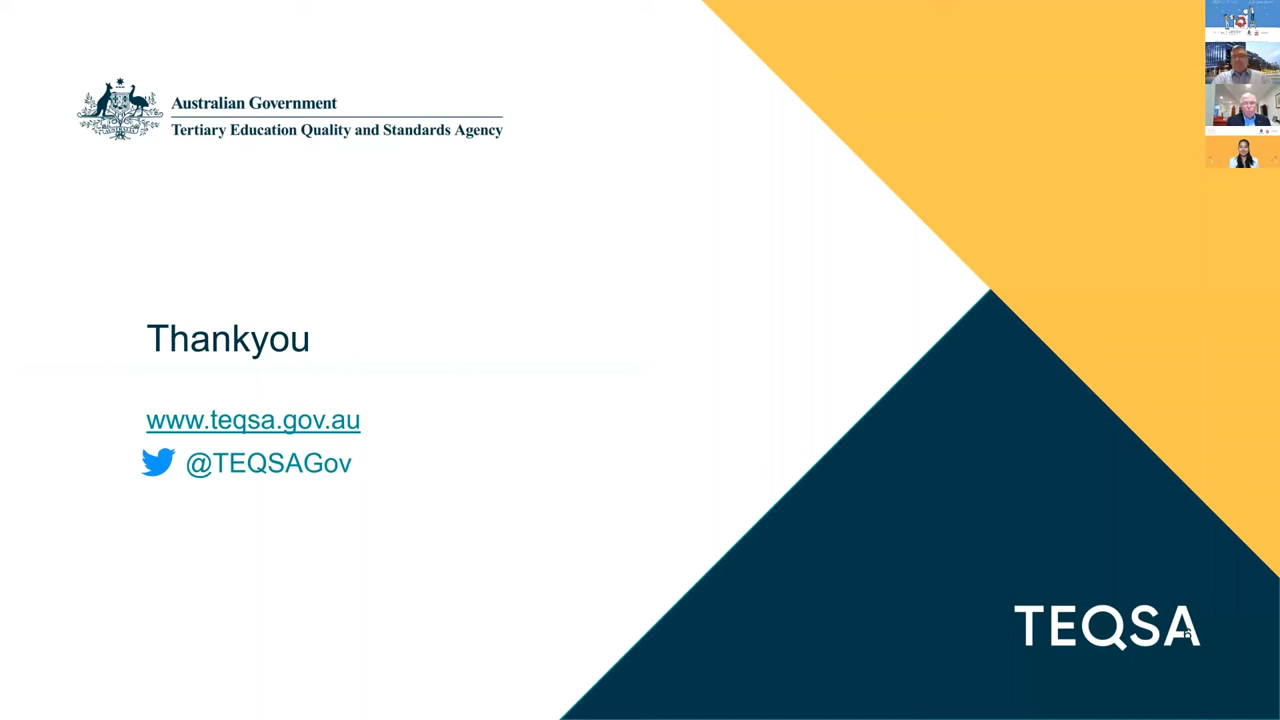 Australian Government
Tertiary Education Quality and Standards Agency
Thankyou
www.teqsa.gov.au
@TEQSAGov
TEQSA